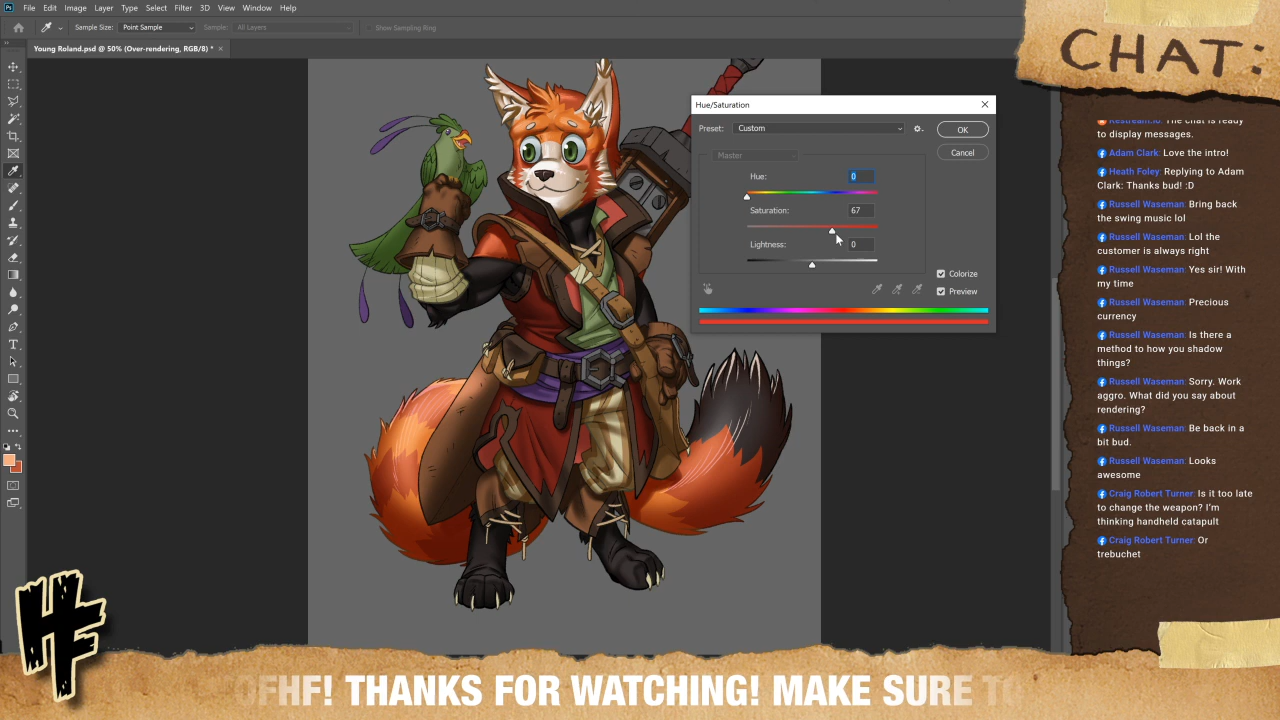 Ps File Edit Image Layer Type Select Filter 3D View Window Help
Sample Size: Point Sample Sample: All Layers Show Sampling Ring
Young Roland.psd @ 50% (Over-rendering, RGB/8) * ×
Hue/Saturation
Preset: Custom
OK
Cancel
Master
Hue: 0
Saturation: 67
Lightness: 0
Colorize
Preview
CHAT:
Restream.io: The chat is ready
to display messages.
Adam Clark: Love the intro!
Heath Foley: Replying to Adam
Clark: Thanks bud! :D
Russell Waseman: Bring back
the swing music lol
Russell Waseman: Lol the
customer is always right
Russell Waseman: Yes sir! With
my time
Russell Waseman: Precious
currency
Russell Waseman: Is there a
method to how you shadow
things?
Russell Waseman: Sorry. Work
aggro. What did you say about
rendering?
Russell Waseman: Be back in a
bit bud.
Russell Waseman: Looks
awesome
Craig Robert Turner: Is it too late
to change the weapon? I'm
thinking handheld catapult
Craig Robert Turner: Or
trebuchet
HF
OFHF! THANKS FOR WATCHING! MAKE SURE TO